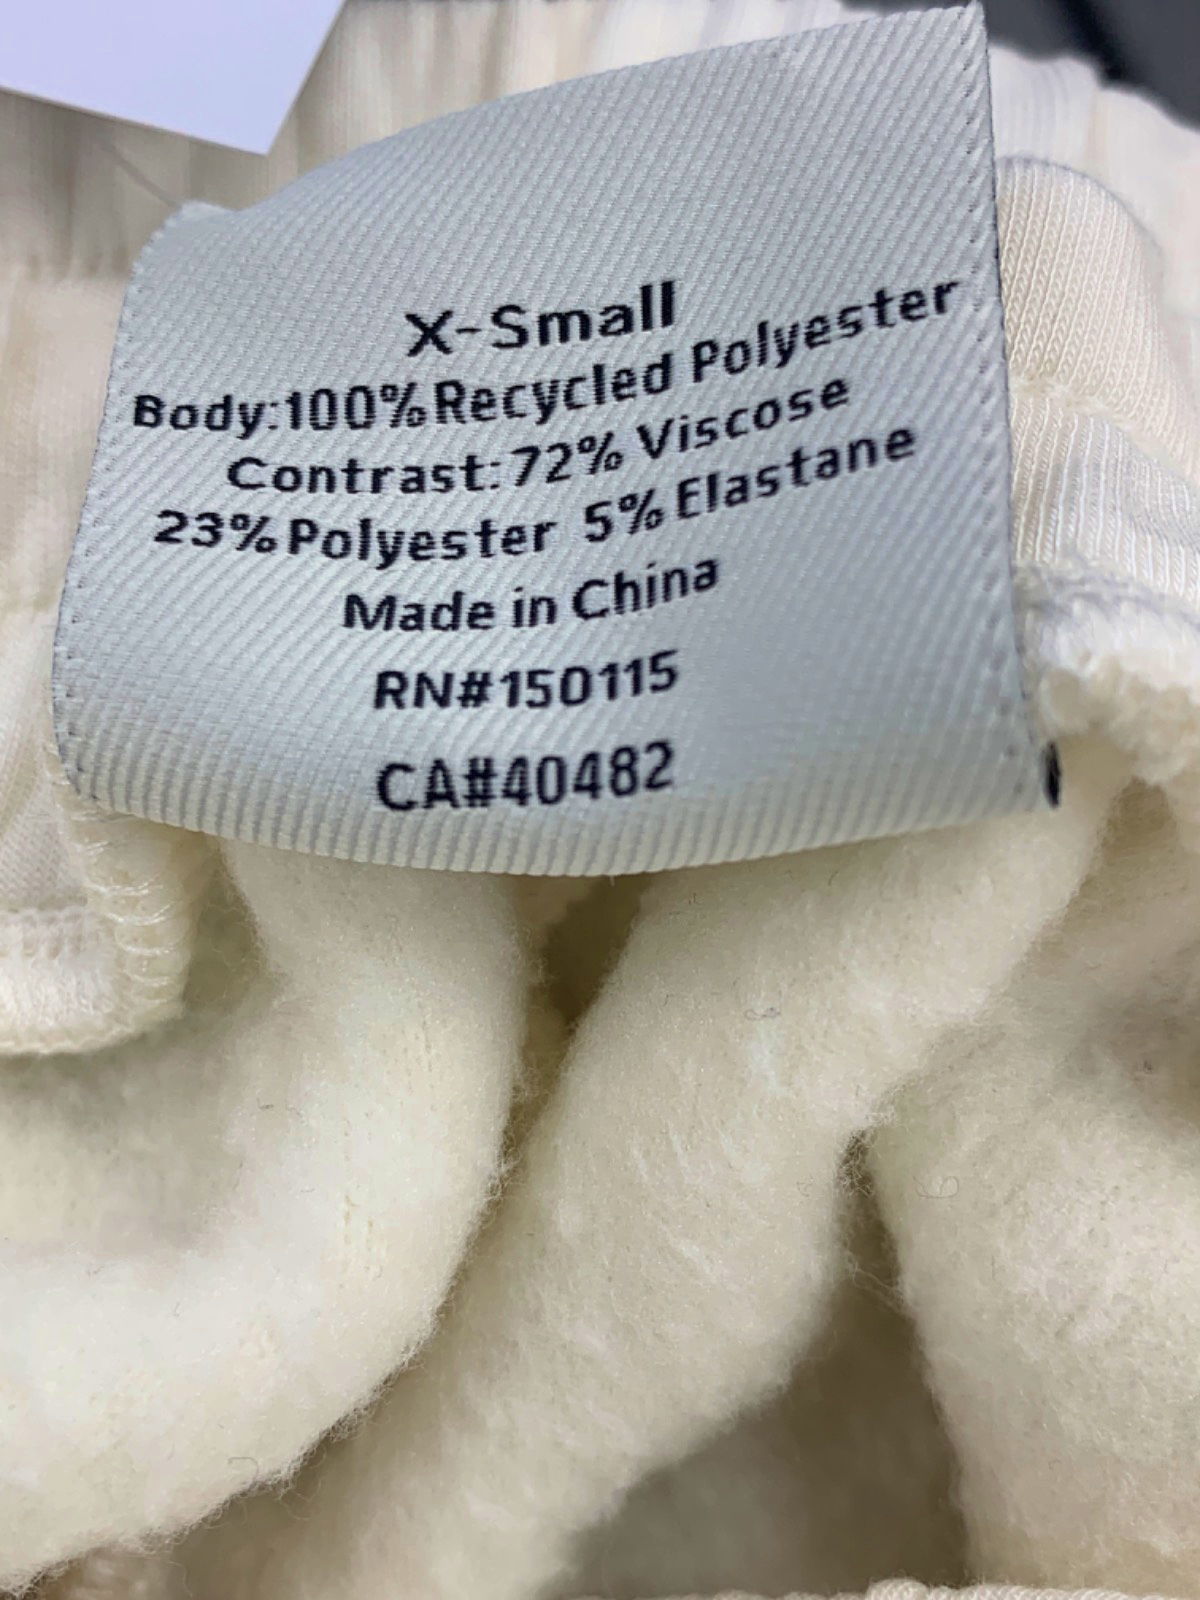 X-Small
Body:100%Recycled Polyester
Contrast:72% Viscose
23%Polyester 5%Elastane
Made in China
RN#150115
CA#40482